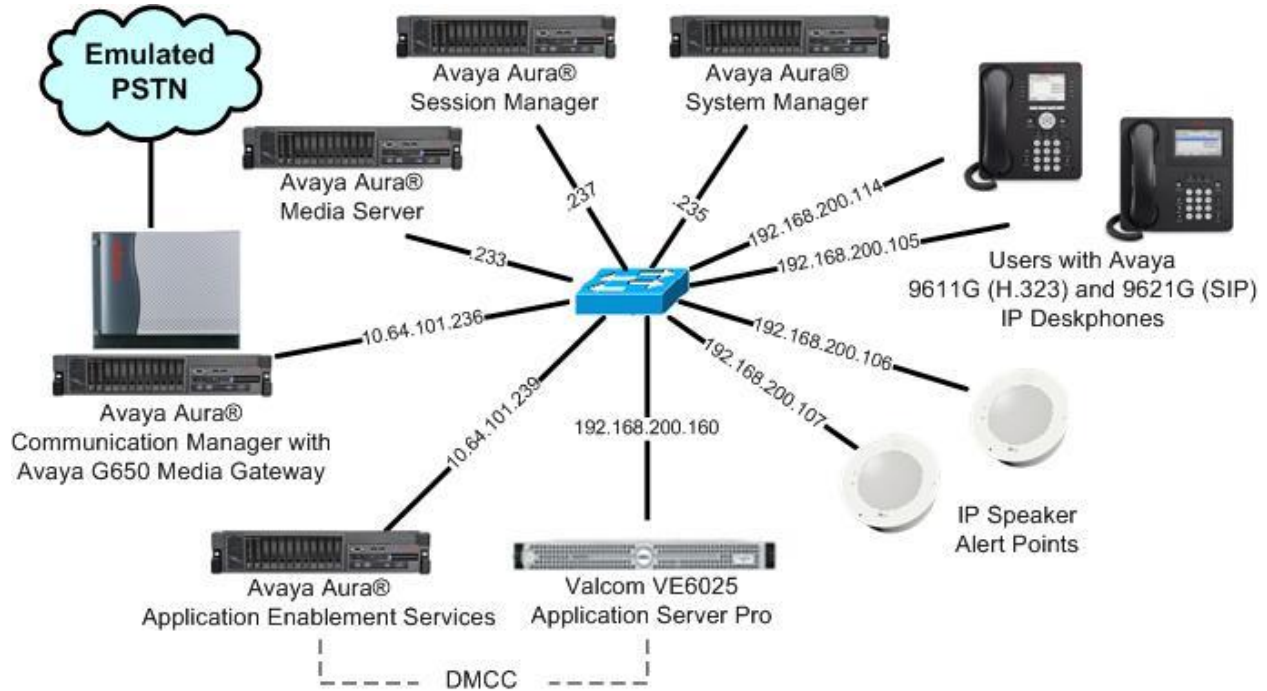 Emulated
PSTN
Avaya Aura®
Session Manager
Avaya Aura®
System Manager
Avaya Aura®
Media Server
.237
.235
192.168.200.114
.233
192.168.200.105
Users with Avaya
9611G (H.323) and 9621G (SIP)
IP Deskphones
10.64.101.236
192.168.200.106
192.168.200.107
Avaya Aura®
Communication Manager with
Avaya G650 Media Gateway
10.64.101.239
192.168.200.160
IP Speaker
Alert Points
Avaya Aura®
Application Enablement Services
Valcom VE6025
Application Server Pro
DMCC